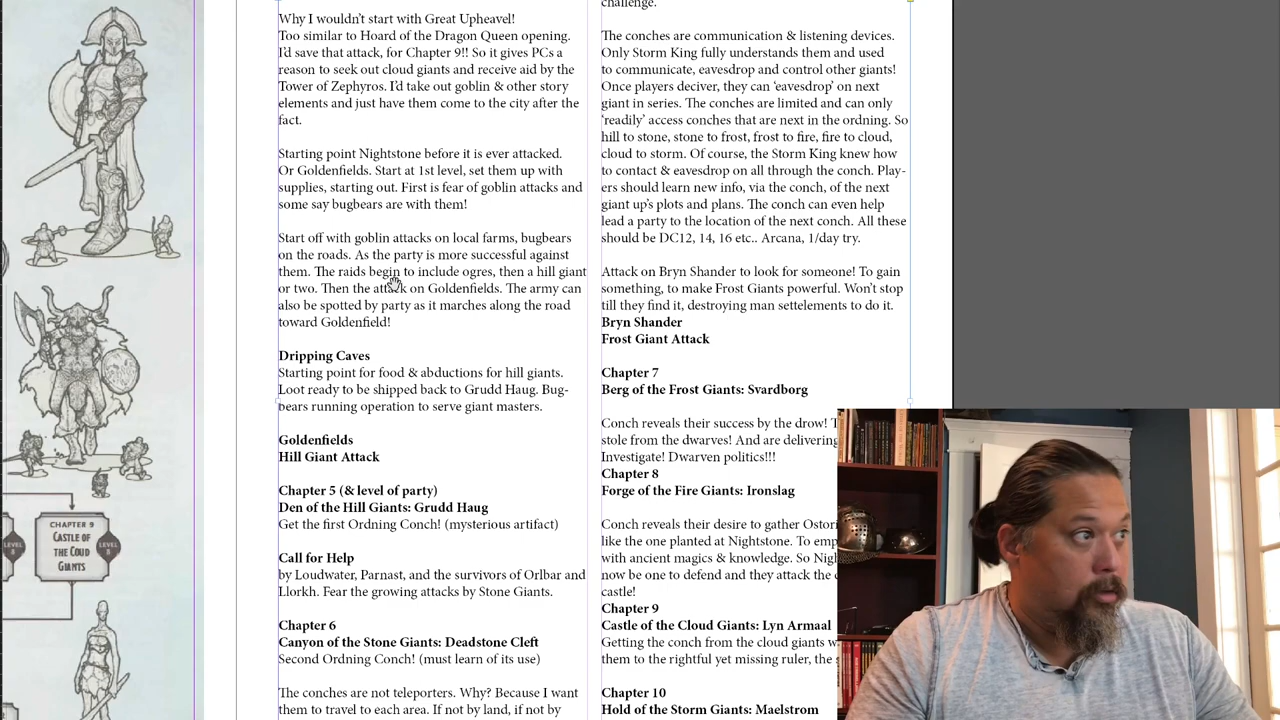 Why I wouldn't start with Great Upheavel!
Too similar to Hoard of the Dragon Queen opening.
I'd save that attack, for Chapter 9!! So it gives PCs a
reason to seek out cloud giants and receive aid by the
Tower of Zephyros. I'd take out goblin & other story
elements and just have them come to the city after the
fact.
Starting point Nightstone before it is ever attacked.
Or Goldenfields. Start at 1st level, set them up with
supplies, starting out. First is fear of goblin attacks and
some say bugbears are with them!
Start off with goblin attacks on local farms, bugbears
on the roads. As the party is more successful against
them. The raids begin to include ogres, then a hill giant
or two. Then the attack on Goldenfields. The army can
also be spotted by party as it marches along the road
toward Goldenfield!
Dripping Caves
Starting point for food & abductions for hill giants.
Loot ready to be shipped back to Grudd Haug. Bug-
bears running operation to serve giant masters.
Goldenfields
Hill Giant Attack
Chapter 5 (& level of party)
Den of the Hill Giants: Grudd Haug
Get the first Ordning Conch! (mysterious artifact)
Call for Help
by Loudwater, Parnast, and the survivors of Orlbar and
Llorkh. Fear the growing attacks by Stone Giants.
Chapter 6
Canyon of the Stone Giants: Deadstone Cleft
Second Ordning Conch! (must learn of its use)
The conches are not teleporters. Why? Because I want
them to travel to each area. If not by land, if not by
challenge.
The conches are communication & listening devices.
Only Storm King fully understands them and used
to communicate, eavesdrop and control other giants!
Once players deciver, they can 'eavesdrop' on next
giant in series. The conches are limited and can only
'readily' access conches that are next in the ordning. So
hill to stone, stone to frost, frost to fire, fire to cloud,
cloud to storm. Of course, the Storm King knew how
to contact & eavesdrop on all through the conch. Play-
ers should learn new info, via the conch, of the next
giant up's plots and plans. The conch can even help
lead a party to the location of the next conch. All these
should be DC12, 14, 16 etc.. Arcana, 1/day try.
Attack on Bryn Shander to look for someone! To gain
something, to make Frost Giants powerful. Won't stop
till they find it, destroying man settelements to do it.
Bryn Shander
Frost Giant Attack
Chapter 7
Berg of the Frost Giants: Svardborg
Conch reveals their success by the drow!
stole from the dwarves! And are delivering
Investigate! Dwarven politics!!!
Chapter 8
Forge of the Fire Giants: Ironslag
Conch reveals their desire to gather
like the one planted at Nightstone. To
with ancient magics & knowledge. So
now be one to defend and they attack the
castle!
Chapter 9
Castle of the Cloud Giants: Lyn Armaal
Getting the conch from the cloud giants
them to the rightful yet missing ruler, the
Chapter 10
Hold of the Storm Giants: Maelstrom
CHAPTER 9
CASTLE OF
THE COUD
GIANTS
LEVEL
LEVEL